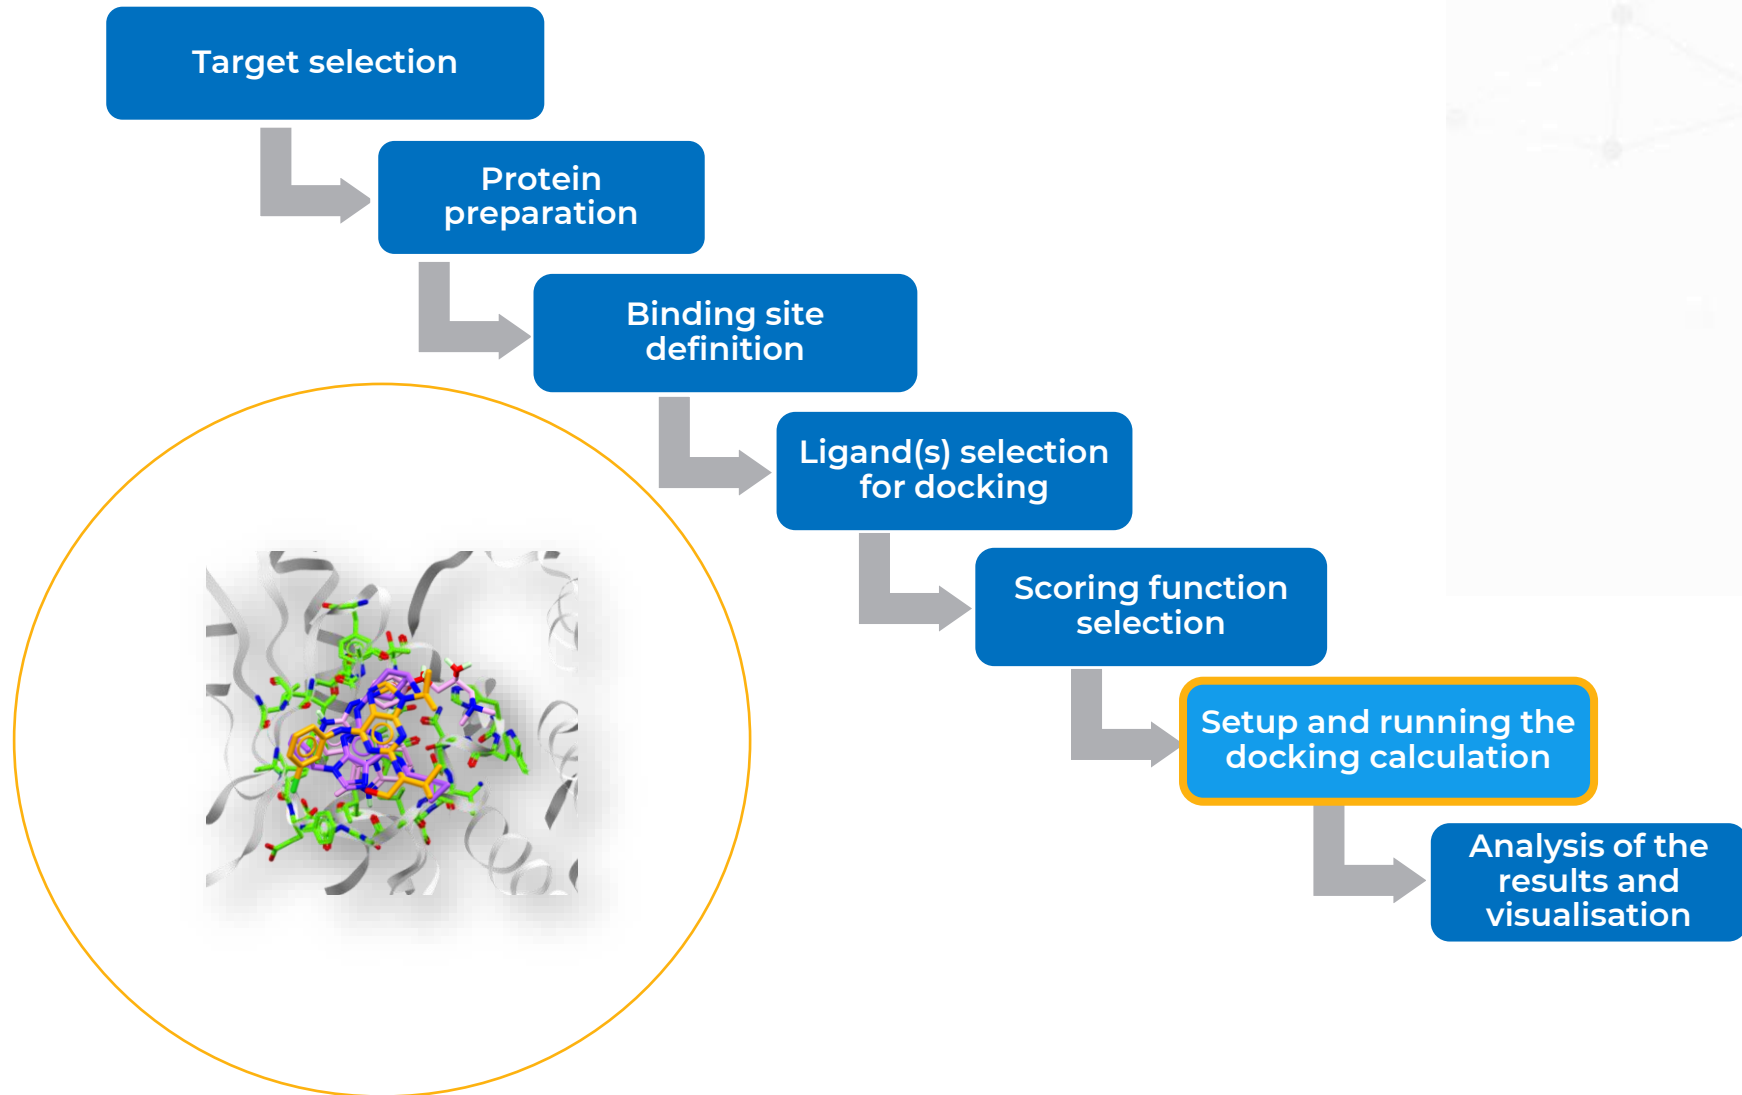 Target selection
Protein
preparation
Binding site
definition
Ligand(s) selection
for docking
Scoring function
selection
Setup and running the
docking calculation
Analysis of the
results and
visualisation